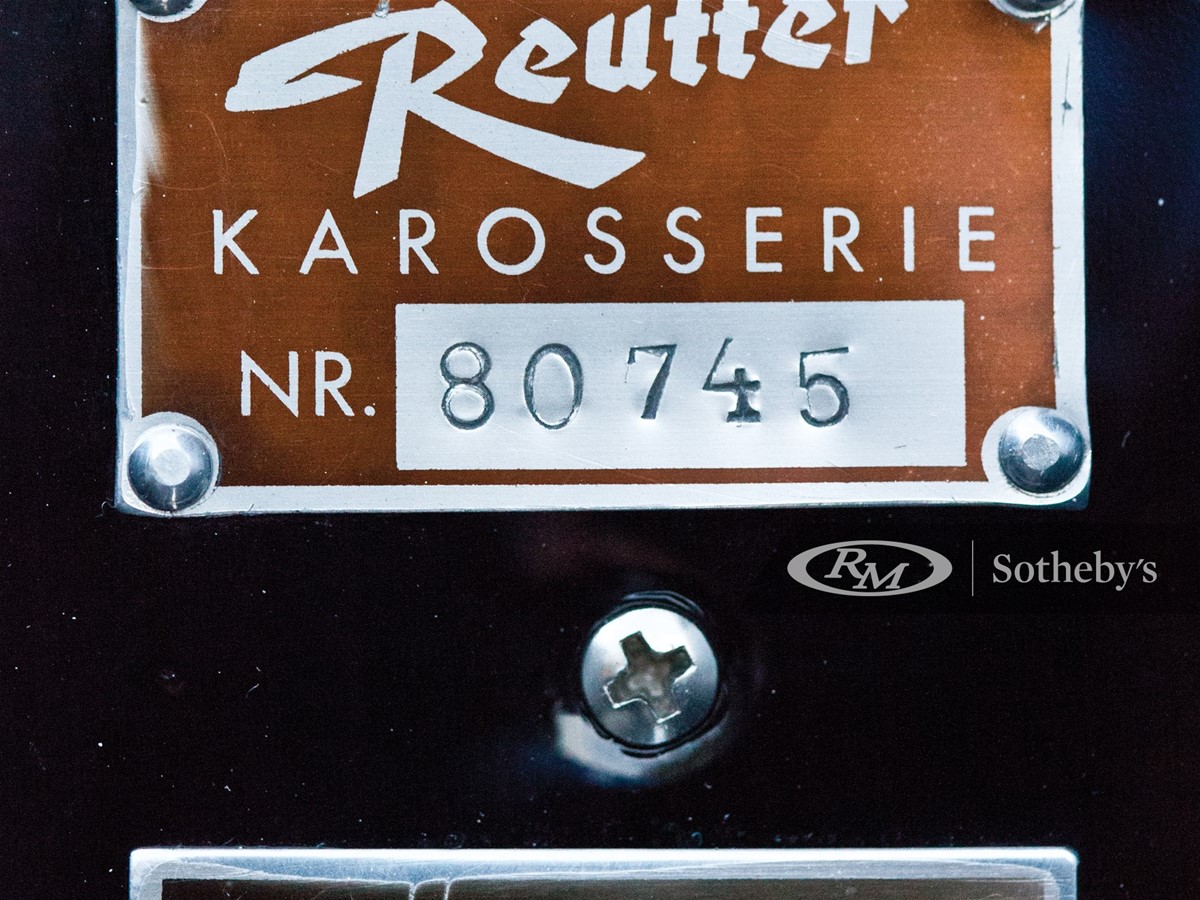 Reutter
KAROSSERIE
NR. 80745
RM Sotheby's